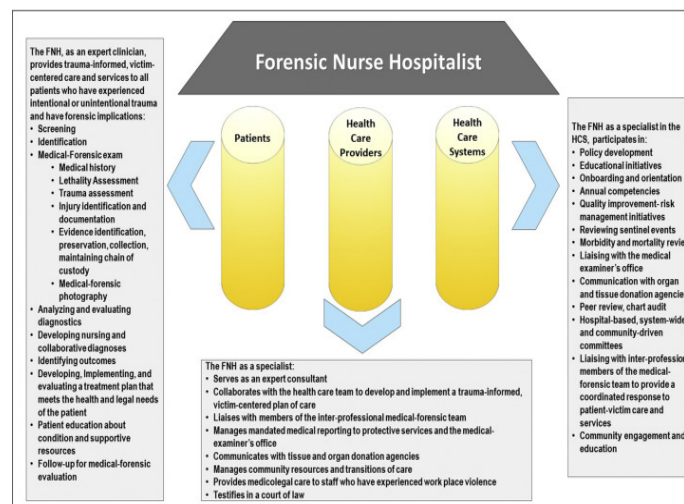 Forensic Nurse Hospitalist
The FNH, as an expert clinician,
provides trauma-informed, victim-
centered care and services to all
patients who have experienced
intentional or unintentional trauma
and have forensic implications:
• Screening
• Identification
• Medical-Forensic exam
• Medical history
• Lethality Assessment
• Trauma assessment
• Injury identification and
documentation
• Evidence identification,
preservation, collection,
maintaining chain of
custody
• Medical-forensic
photography
• Analyzing and evaluating
diagnostics
• Developing nursing and
collaborative diagnoses
• Identifying outcomes
• Developing, Implementing, and
evaluating a treatment plan that
meets the health and legal needs
of the patient
• Patient education about
condition and supportive
resources
• Follow-up for medical-forensic
evaluation
Patients
Health
Care
Providers
Health
Care
Systems
The FNH as a specialist:
• Serves as an expert consultant
• Collaborates with the health care team to develop and implement a trauma-informed,
victim-centered plan of care
• Liaises with members of the inter-professional medical-forensic team
• Manages mandated medical reporting to protective services and the medical-
examiner's office
• Communicates with tissue and organ donation agencies
• Manages community resources and transitions of care
• Provides medicolegal care to staff who have experienced work place violence
• Testifies in a court of law
The FNH as a specialist in the
HCS, participates in:
• Policy development
• Educational initiatives
• Onboarding and orientation
• Annual competencies
• Quality improvement- risk
management initiatives
• Reviewing sentinel events
• Morbidity and mortality revie
• Liaising with the medical
examiner's office
• Communication with organ
and tissue donation agencie
• Peer review, chart audit
• Hospital-based, system-wide
and community-driven
committees
• Liaising with inter-profession
members of the medical-
forensic team to provide a
coordinated response to
patient-victim care and
services
• Community engagement and
education